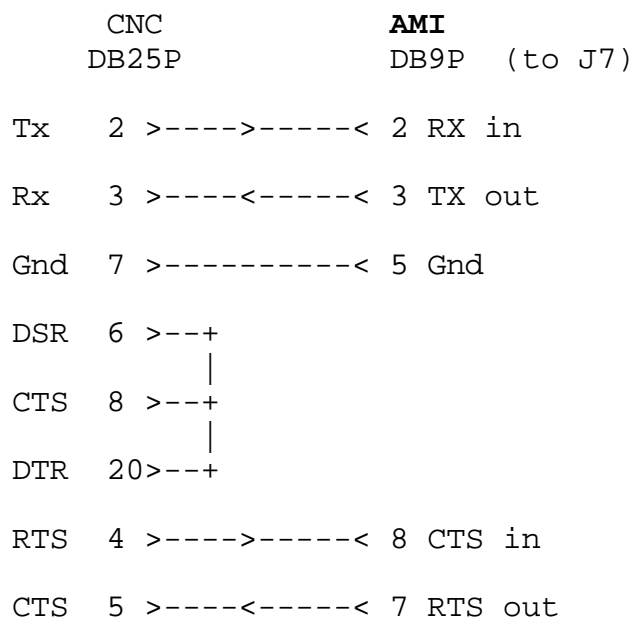 CNC AMI
DB25P DB9P (to J7)
Tx 2 >---->-----< 2 RX in
Rx 3 >----<-----< 3 TX out
Gnd 7 >----------< 5 Gnd
DSR 6 >--+
|
CTS 8 >--+
|
DTR 20>--+
RTS 4 >---->-----< 8 CTS in
CTS 5 >----<-----< 7 RTS out